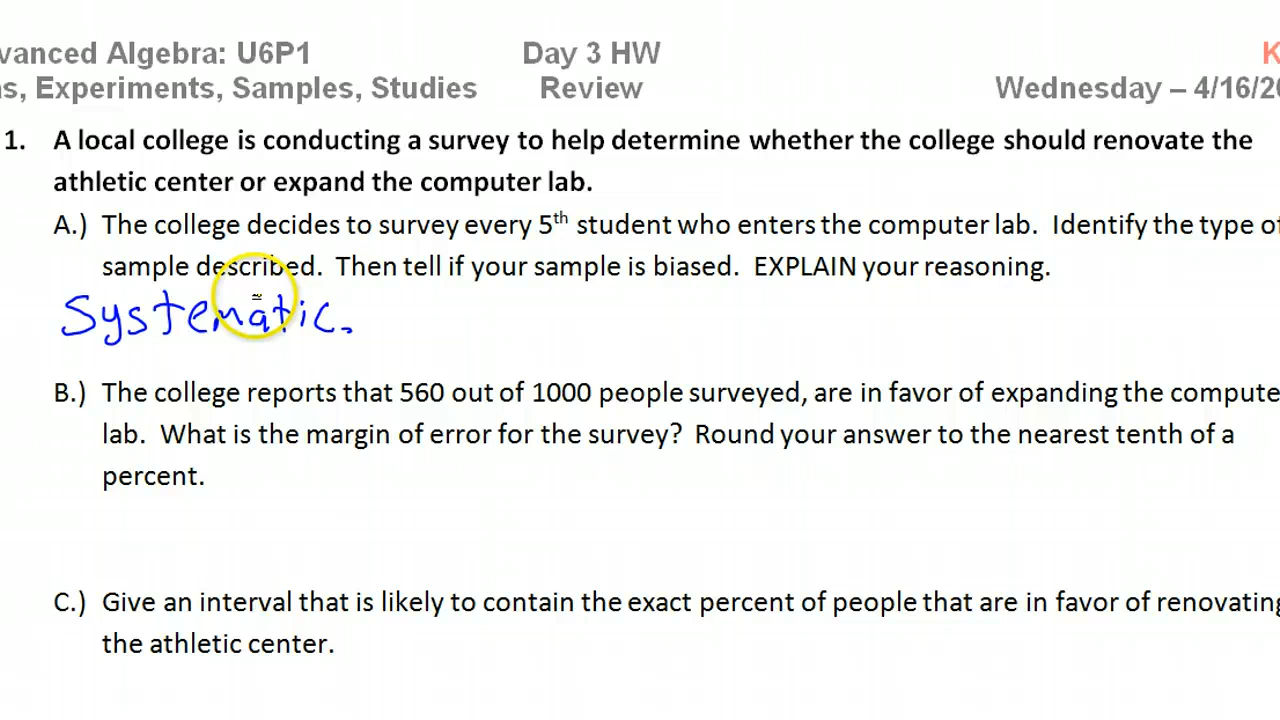 vanced Algebra: U6P1 Day 3 HW K
s, Experiments, Samples, Studies Review Wednesday – 4/16/20
1. A local college is conducting a survey to help determine whether the college should renovate the
athletic center or expand the computer lab.
A.) The college decides to survey every 5th student who enters the computer lab. Identify the type of
sample described. Then tell if your sample is biased. EXPLAIN your reasoning.
Systematic.
B.) The college reports that 560 out of 1000 people surveyed, are in favor of expanding the compute
lab. What is the margin of error for the survey? Round your answer to the nearest tenth of a
percent.
C.) Give an interval that is likely to contain the exact percent of people that are in favor of renovating
the athletic center.